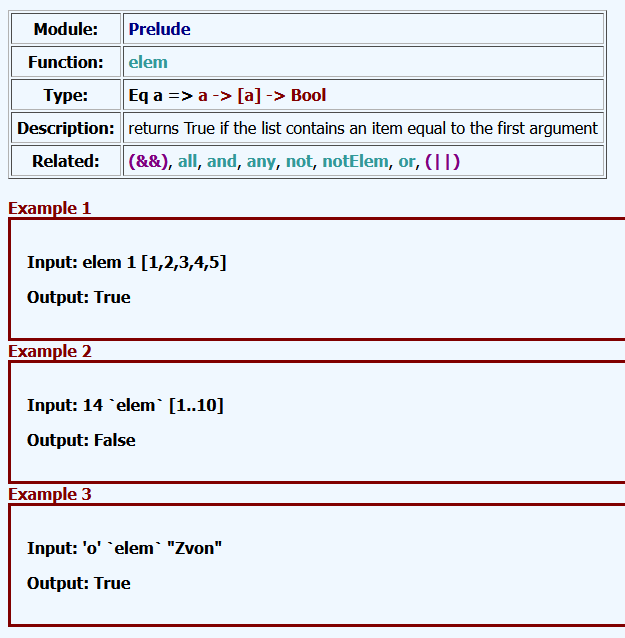 Module: Prelude
Function: elem
Type: Eq a => a -> [a] -> Bool
Description: returns True if the list contains an item equal to the first argument
Related: (&&), all, and, any, not, notElem, or, (||)
Example 1
Input: elem 1 [1,2,3,4,5]
Output: True
Example 2
Input: 14 `elem` [1..10]
Output: False
Example 3
Input: 'o' `elem` "Zvon"
Output: True